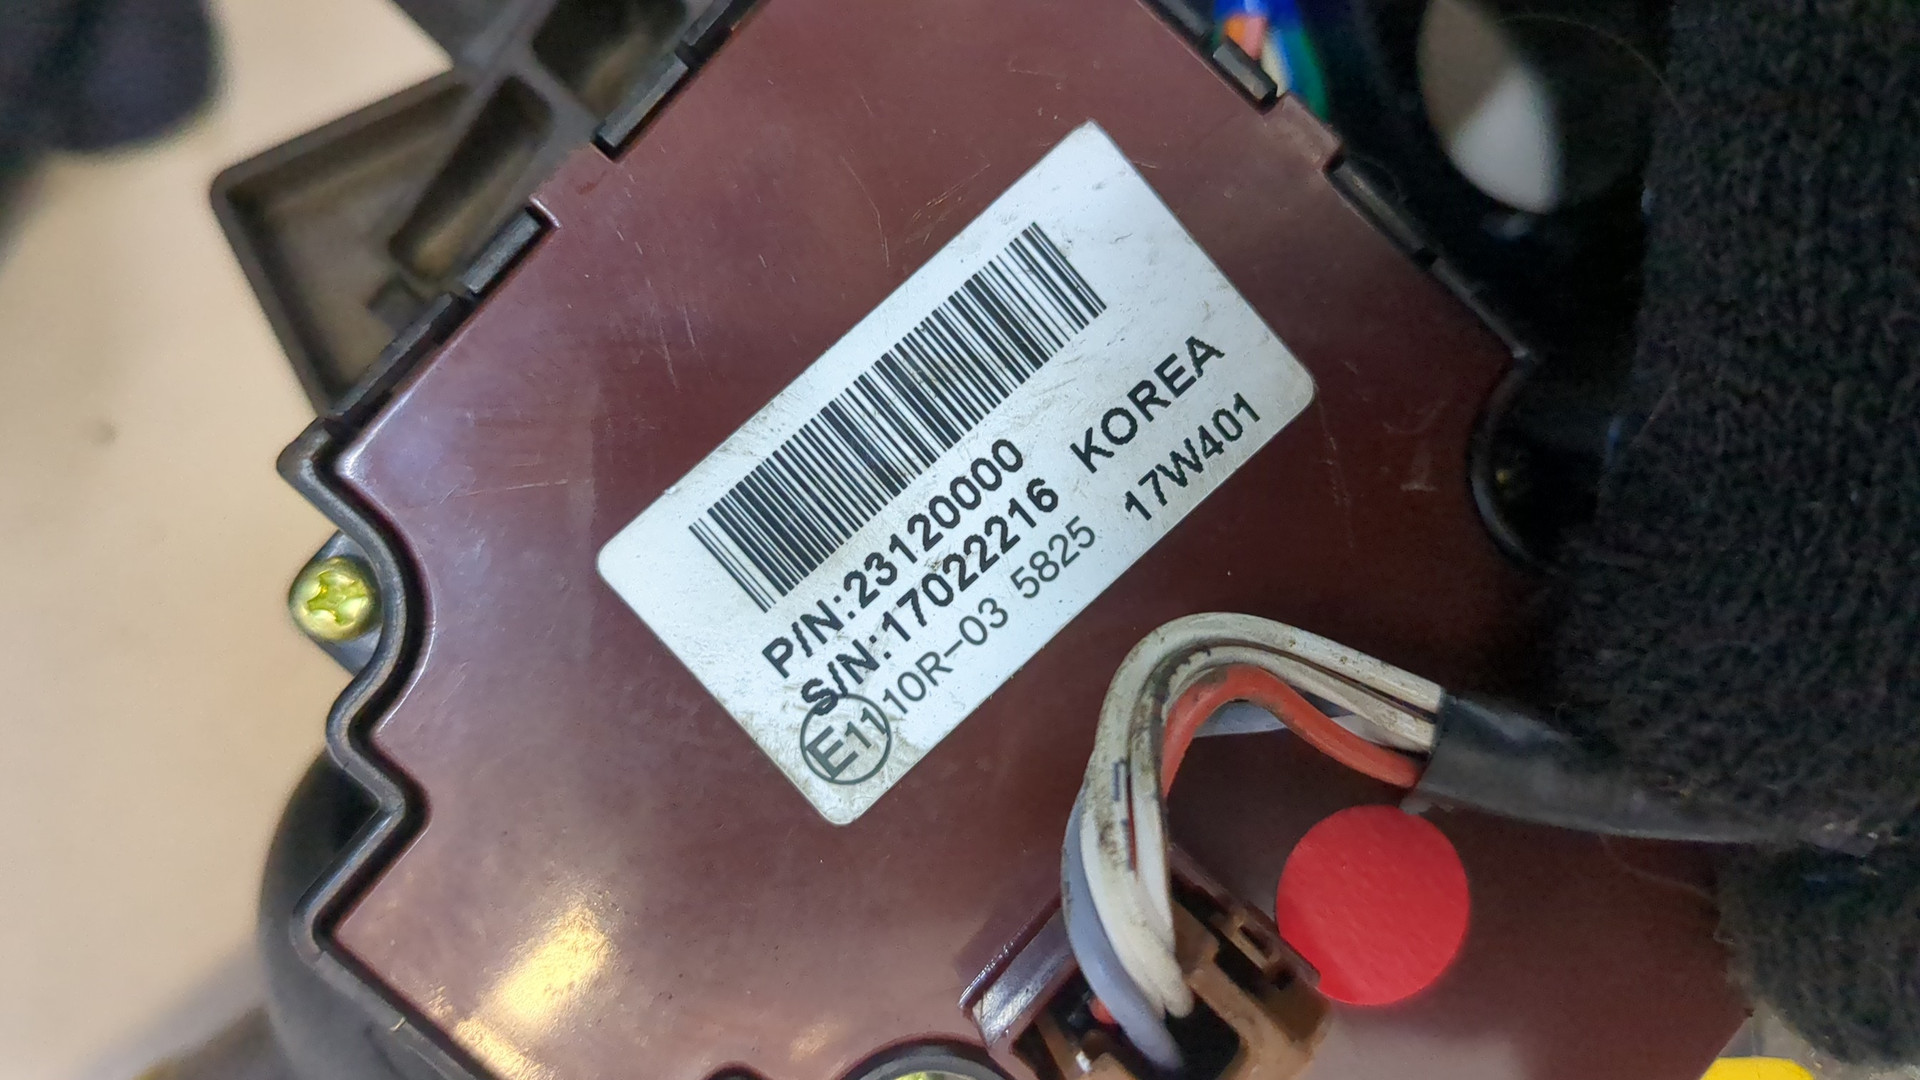 P/N:23120000
S/N:17022216 KOREA
E11 10R-03 5825 17W401